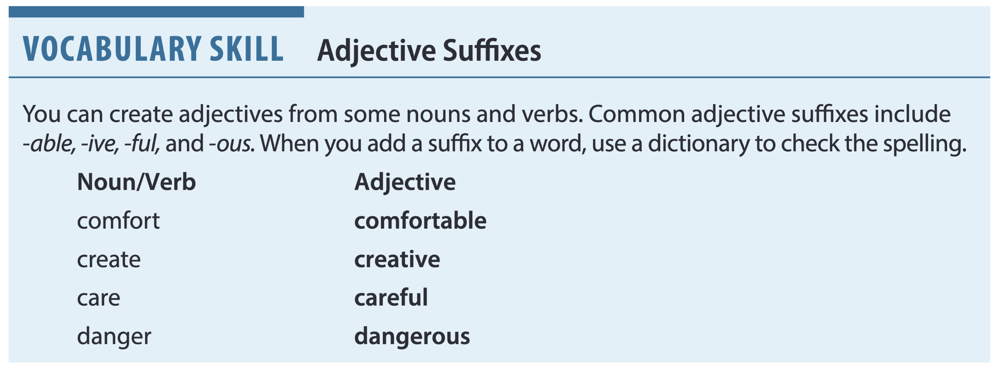 VOCABULARY SKILL Adjective Suffixes
You can create adjectives from some nouns and verbs. Common adjective suffixes include
-able, -ive, -ful, and -ous. When you add a suffix to a word, use a dictionary to check the spelling.
Noun/Verb Adjective
comfort comfortable
create creative
care careful
danger dangerous